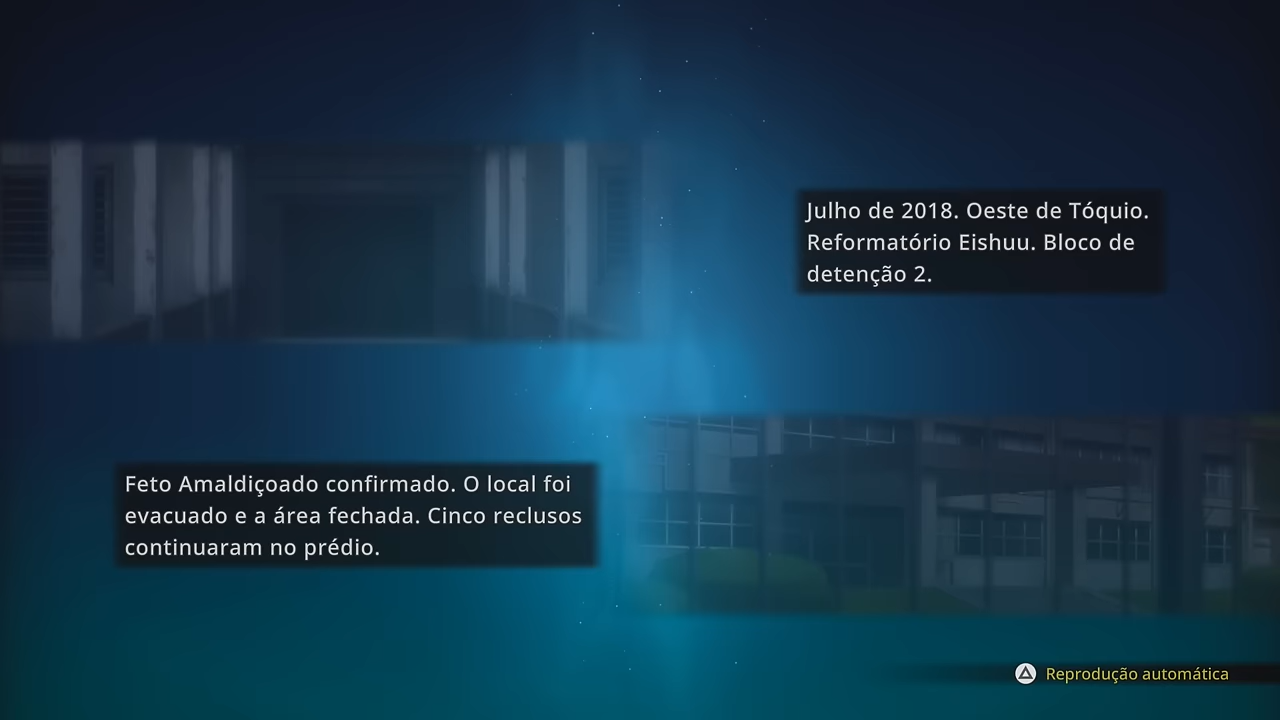 Julho de 2018. Oeste de Tóquio.
Reformatório Eishuu. Bloco de
detenção 2.
Feto Amaldiçoado confirmado. O local foi
evacuado e a área fechada. Cinco reclusos
continuaram no prédio.
Reprodução automática